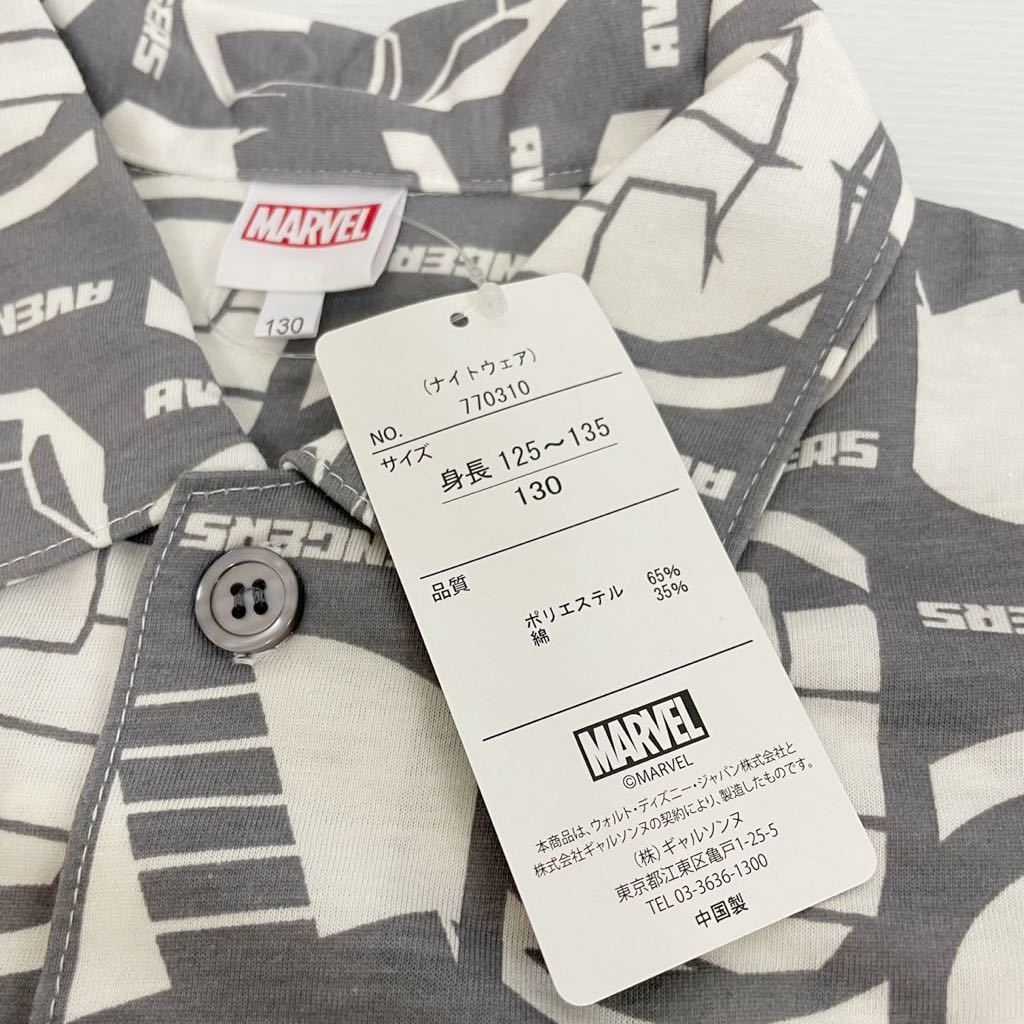 AVENGERS
AVE
MARVEL
130
AVEN
AVEN
AVENGERS
(ナイトウェア)
NO. 770310
サイズ
身長 125～135
130
品質
ポリエステル 65%
綿 35%
MARVEL
©MARVEL
本商品は、ウォルト・ディズニー・ジャパン株式会社と
株式会社ギャルソンヌの契約により、製造したものです。
(株)ギャルソンヌ
東京都江東区亀戸1-25-5
TEL 03-3636-1300
中国製